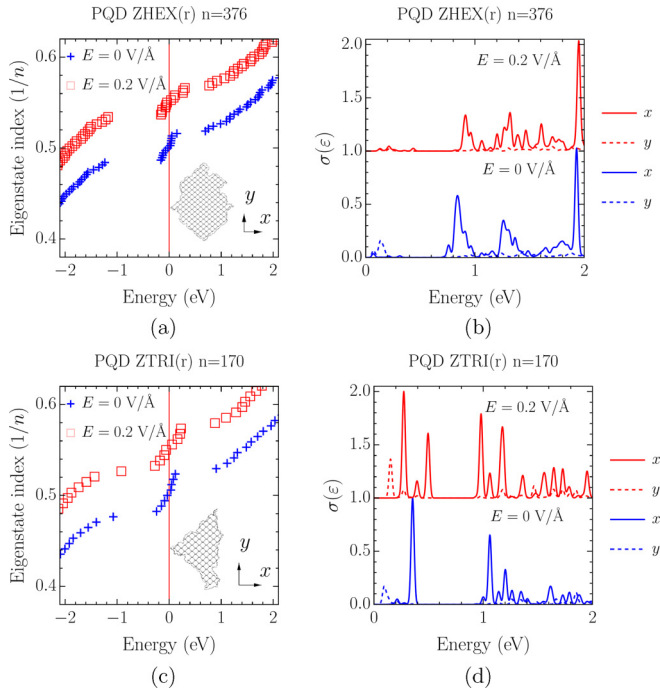 PQD ZHEX(r) n=376
Eigenstate index (1/n)
0.6
0.5
0.4
E = 0 V/Å
E = 0.2 V/Å
y
x
−2 −1 0 1 2
Energy (eV)
(a)
PQD ZHEX(r) n=376
σ(ε)
2.0
1.5
1.0
0.5
0.0
E = 0.2 V/Å
E = 0 V/Å
0 1 2
Energy (eV)
x
y
x
y
(b)
PQD ZTRI(r) n=170
Eigenstate index (1/n)
0.6
0.5
0.4
E = 0 V/Å
E = 0.2 V/Å
y
x
−2 −1 0 1 2
Energy (eV)
(c)
PQD ZTRI(r) n=170
σ(ε)
2.0
1.5
1.0
0.5
0.0
E = 0.2 V/Å
E = 0 V/Å
0 1 2
Energy (eV)
x
y
x
y
(d)